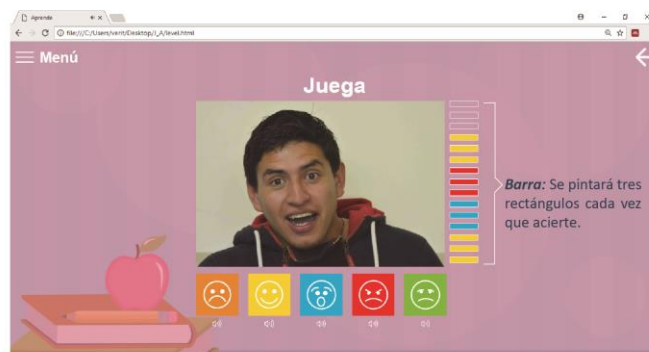 Aprende
file:///C:/Users/vant/Desktop/I_A/level.html
Menú
Juega
Barra: Se pintará tres
rectángulos cada vez
que acierte.